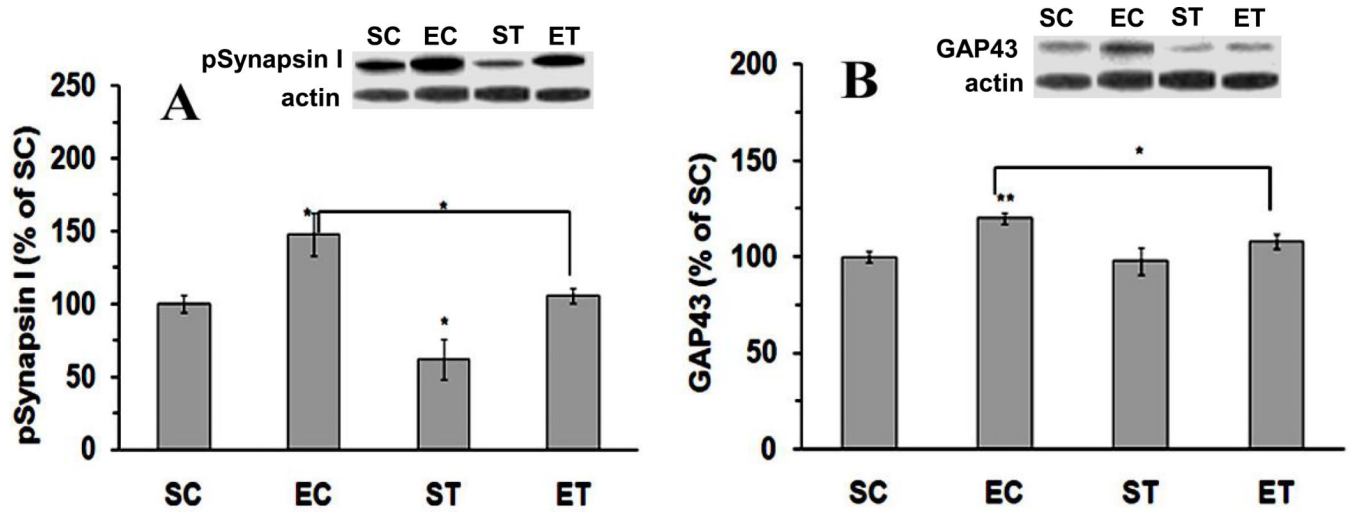 SC EC ST ET
pSynapsin I
actin
A
pSynapsin I (% of SC)
250
200
150
100
50
0
*
*
*
SC EC ST ET
SC EC ST ET
GAP43
actin
B
GAP43 (% of SC)
200
150
100
50
0
*
**
SC EC ST ET